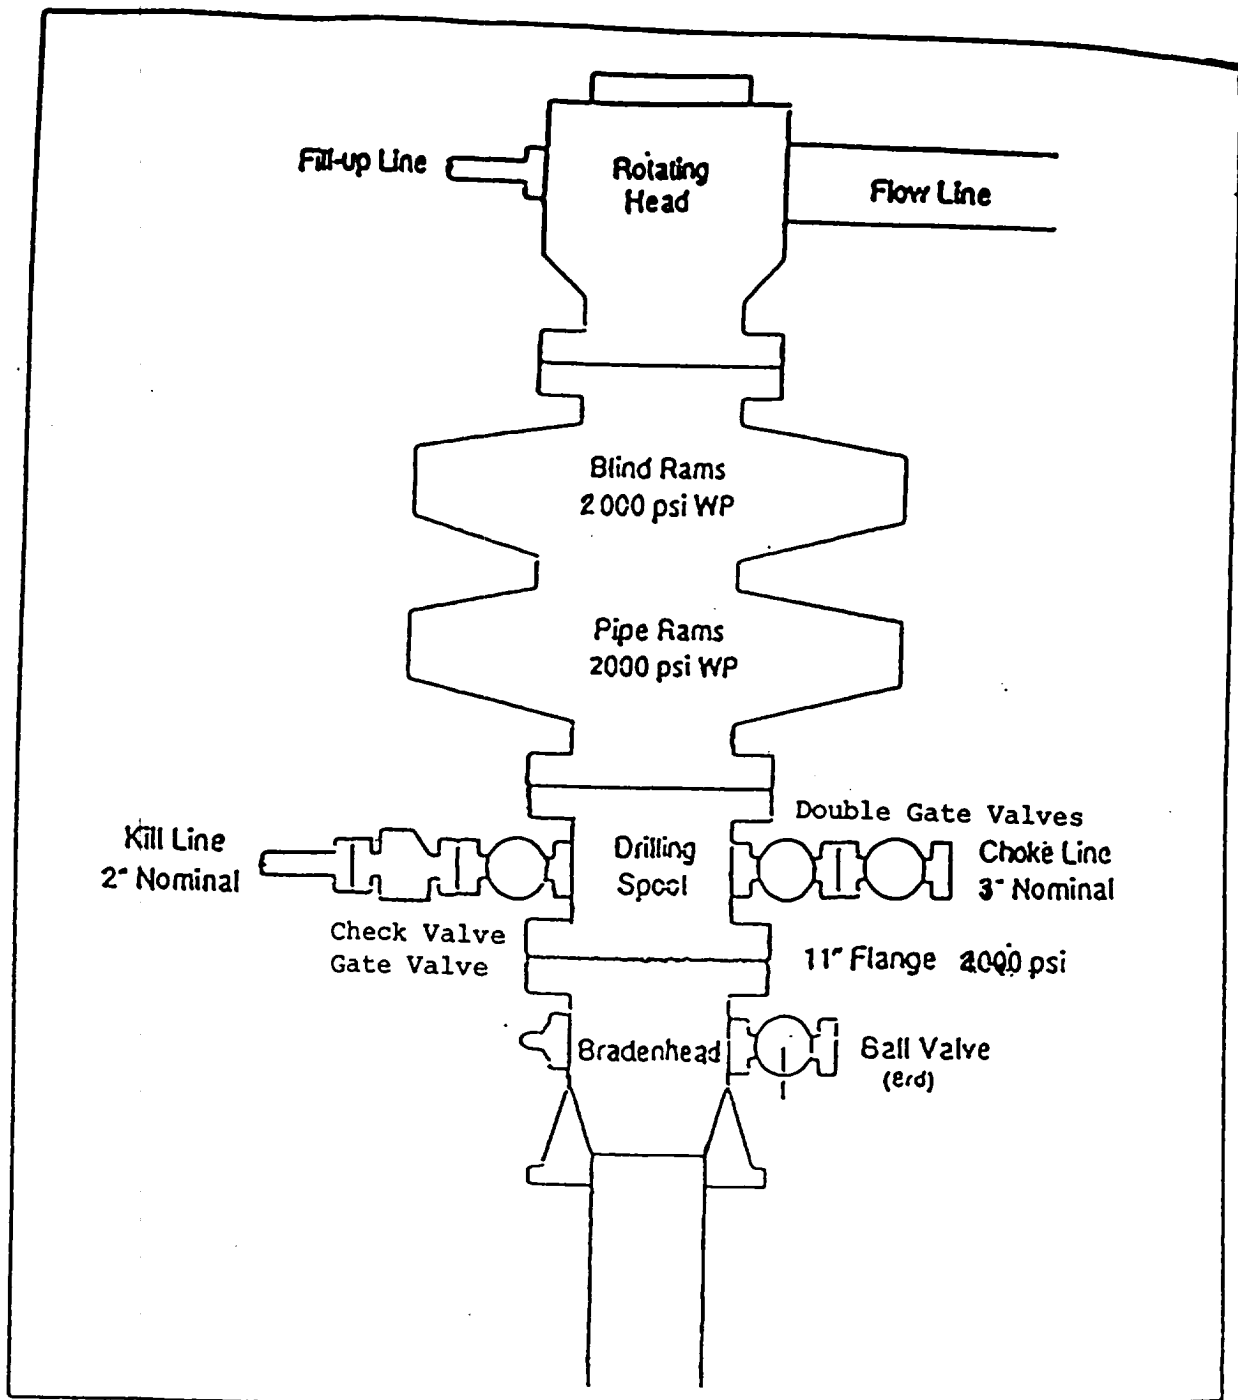 Fill-up Line
Rotating
Head
Flow Line
Blind Rams
2000 psi WP
Pipe Rams
2000 psi WP
Double Gate Valves
Kill Line
2" Nominal
Drilling
Spool
Choke Line
3" Nominal
Check Valve
Gate Valve
11" Flange 2000 psi
Bradenhead
Ball Valve